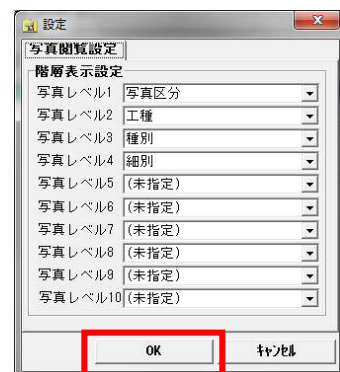 設定
写真閲覧設定
階層表示設定
写真レベル1 写真区分
写真レベル2 工種
写真レベル3 種別
写真レベル4 細別
写真レベル5 (未指定)
写真レベル6 (未指定)
写真レベル7 (未指定)
写真レベル8 (未指定)
写真レベル9 (未指定)
写真レベル10 (未指定)
OK ｷｬﾝｾﾙ